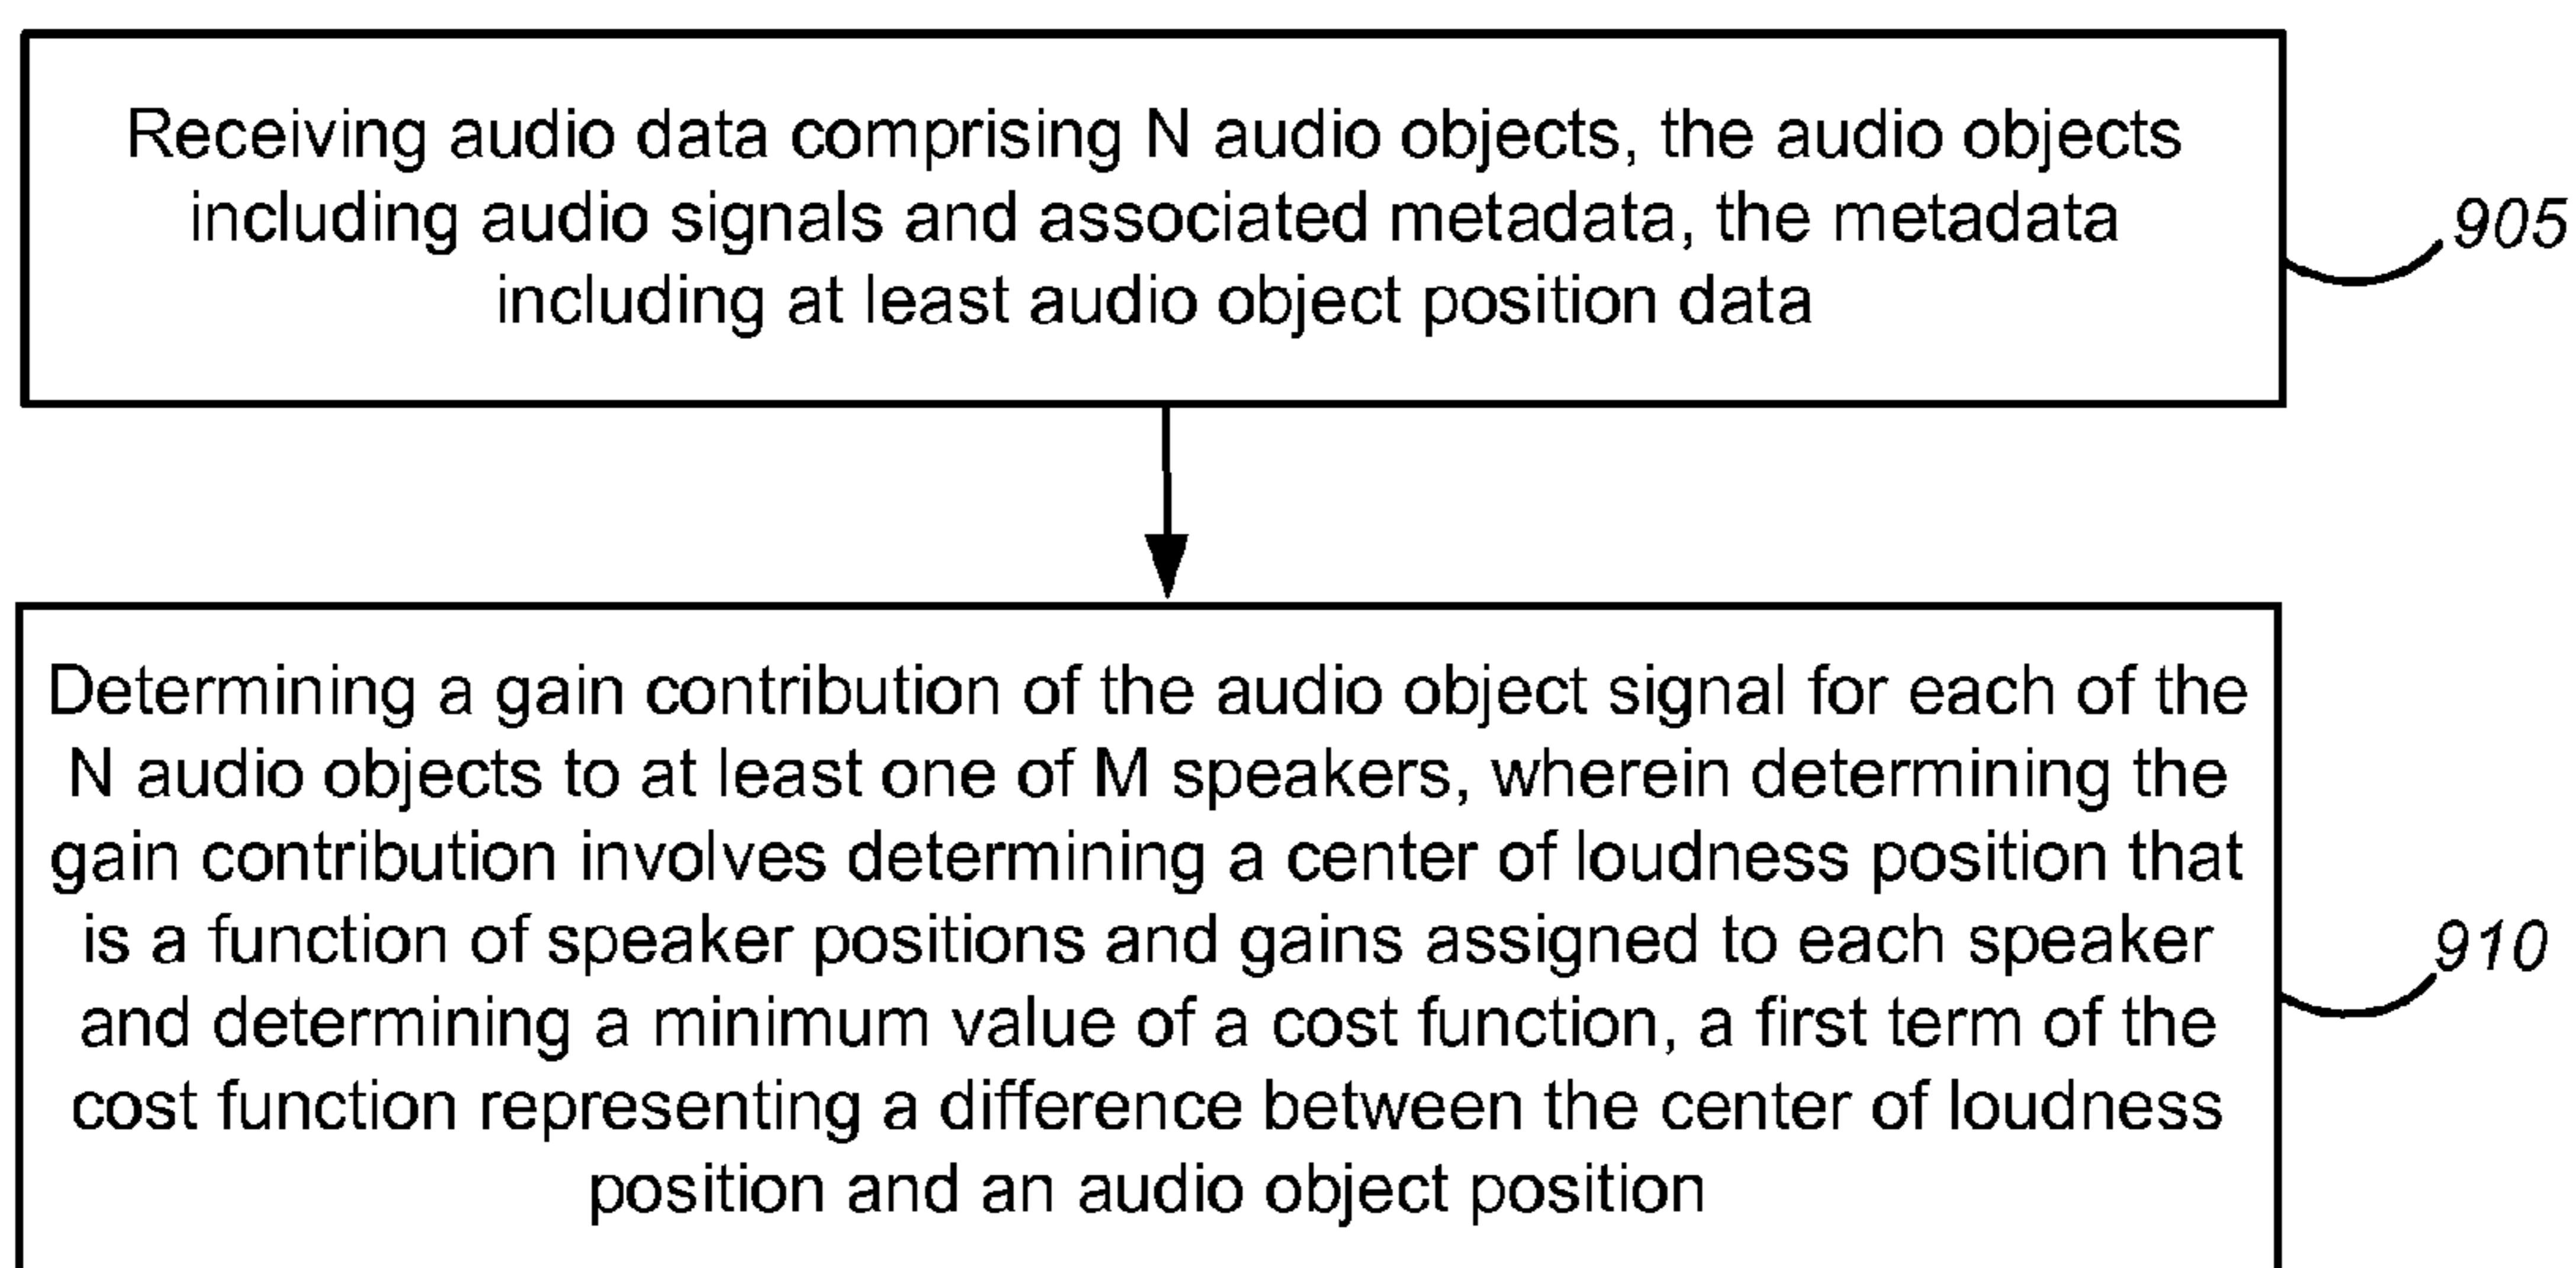 Receiving audio data comprising N audio objects, the audio objects
including audio signals and associated metadata, the metadata
including at least audio object position data
905
Determining a gain contribution of the audio object signal for each of the
N audio objects to at least one of M speakers, wherein determining the
gain contribution involves determining a center of loudness position that
is a function of speaker positions and gains assigned to each speaker
and determining a minimum value of a cost function, a first term of the
cost function representing a difference between the center of loudness
position and an audio object position
910